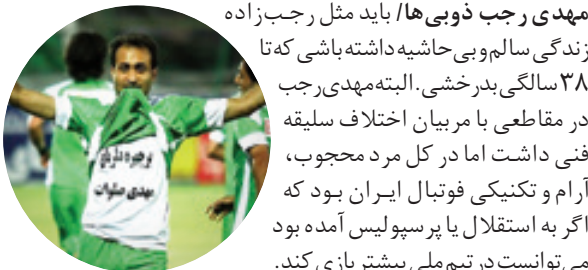 مهدی رجب ذوبی‌ها/ باید مثل رجب‌زاده
زندگی سالم و بی حاشیه داشته باشی که تا
۳۸ سالگی بدرخشی. البته مهدی رجب
در مقاطعی با مربیان اختلاف سلیقه
فنی داشت اما در کل مرد محجوب،
آرام و تکنیکی فوتبال ایران بود که
اگر به استقلال یا پرسپولیس آمده بود
می‌توانست در تیم ملی بیشتر بازی کند.
مهدی صلوات